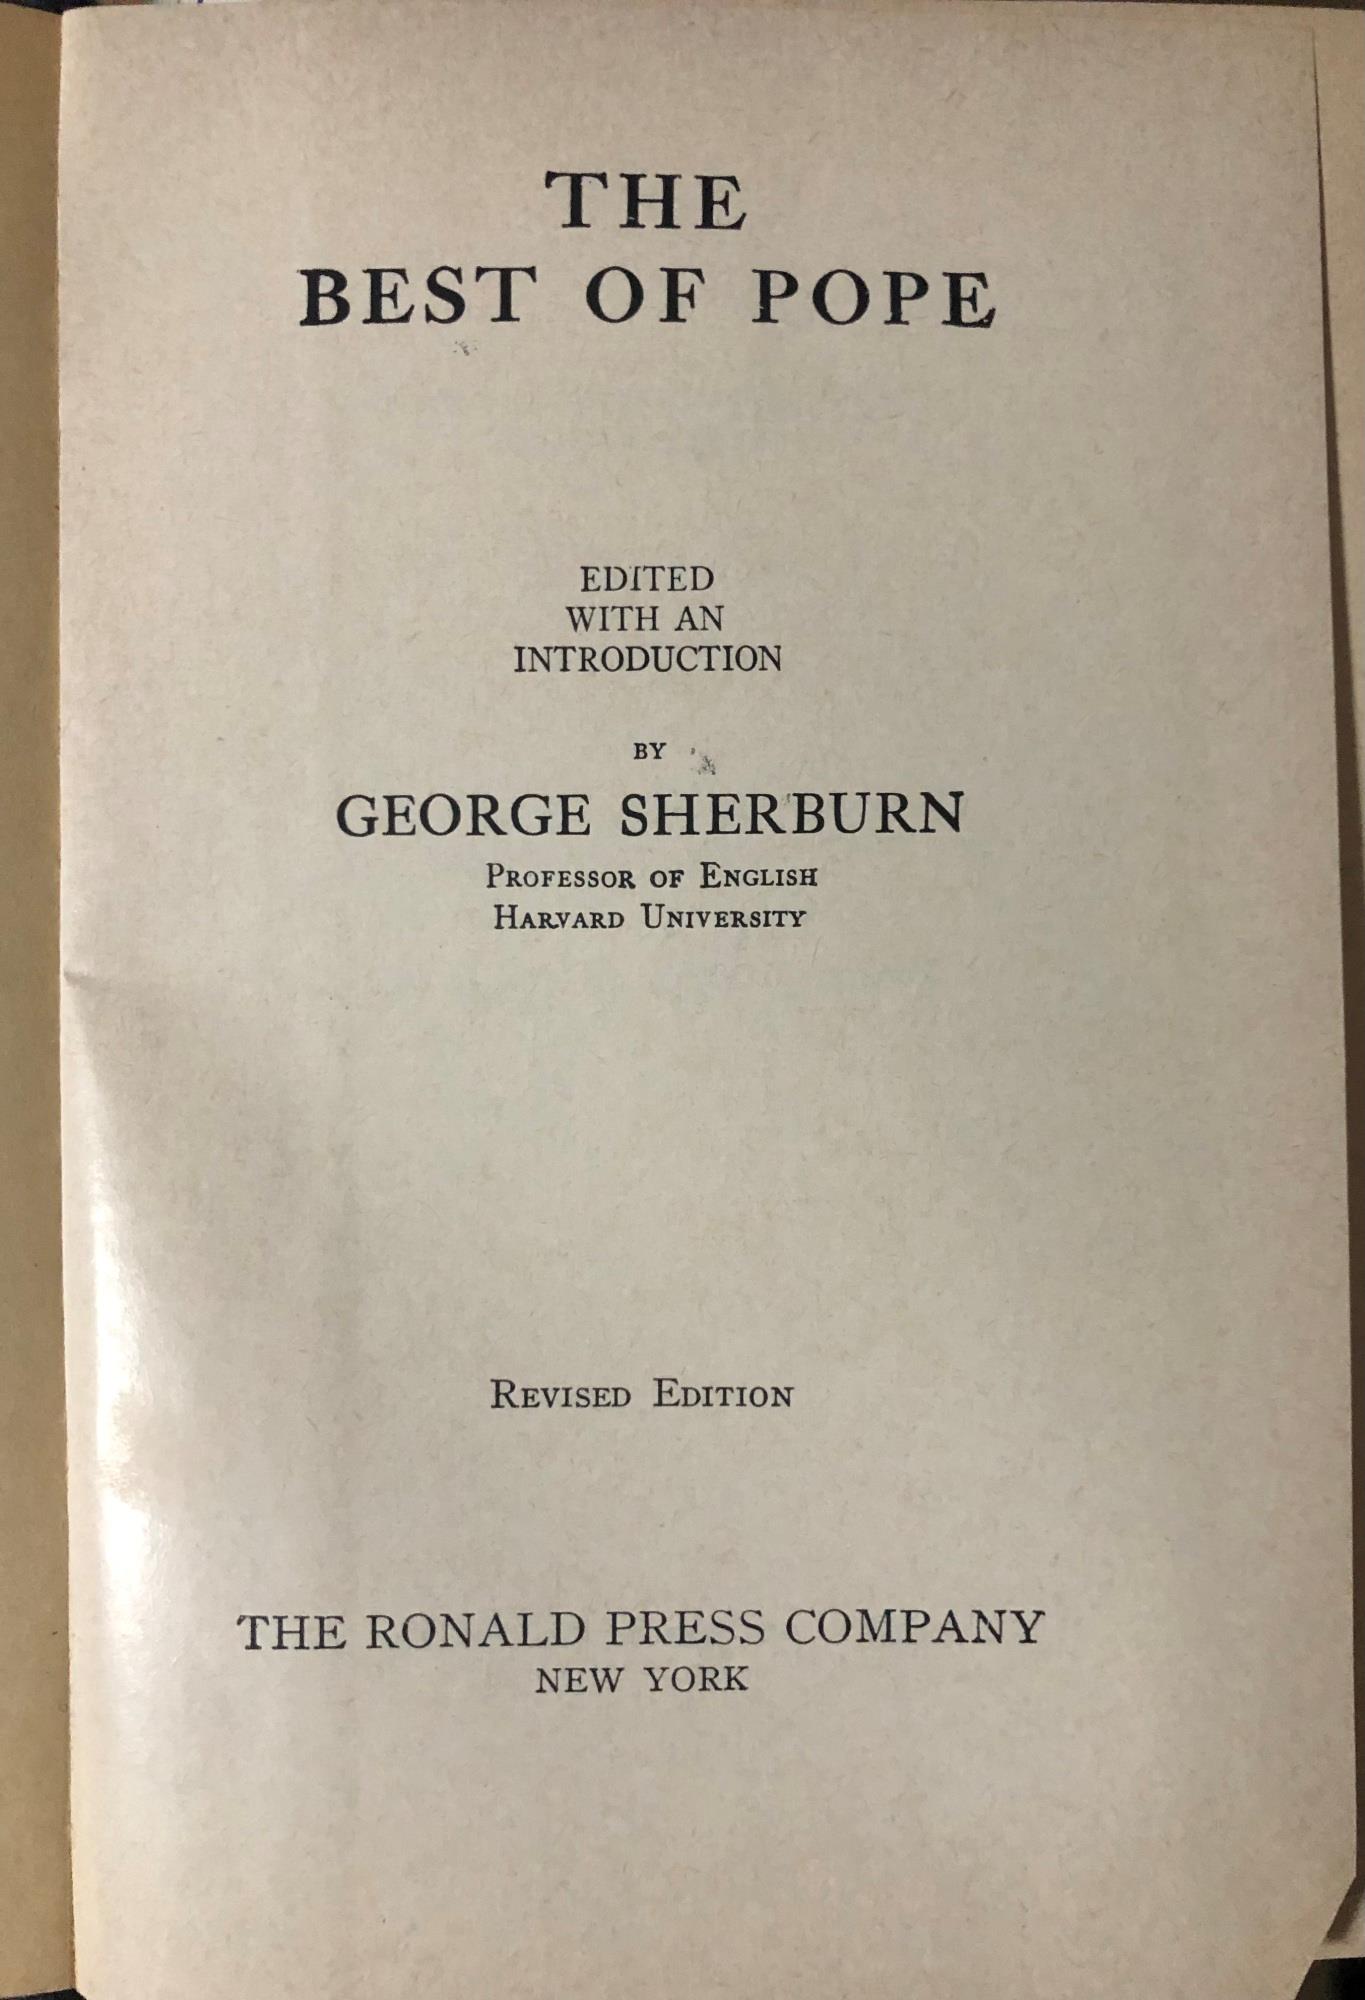 THE
BEST OF POPE
EDITED
WITH AN
INTRODUCTION
BY
GEORGE SHERBURN
PROFESSOR OF ENGLISH
HARVARD UNIVERSITY
REVISED EDITION
THE RONALD PRESS COMPANY
NEW YORK